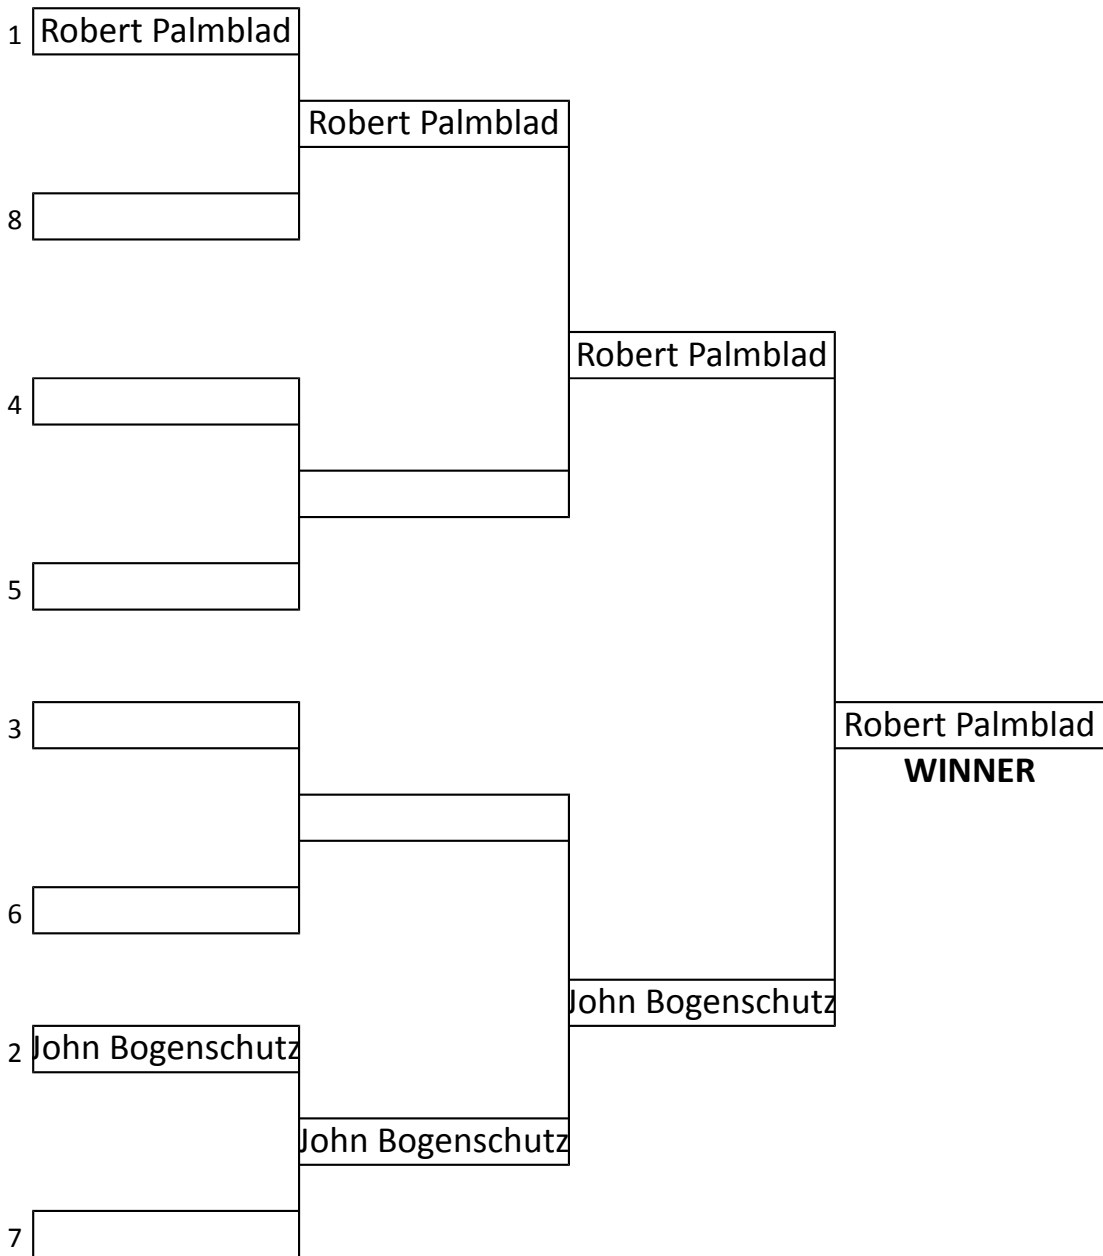 1 Robert Palmblad
Robert Palmblad
8
Robert Palmblad
4
5
3
Robert Palmblad
WINNER
6
John Bogenschutz
2 John Bogenschutz
John Bogenschutz
7